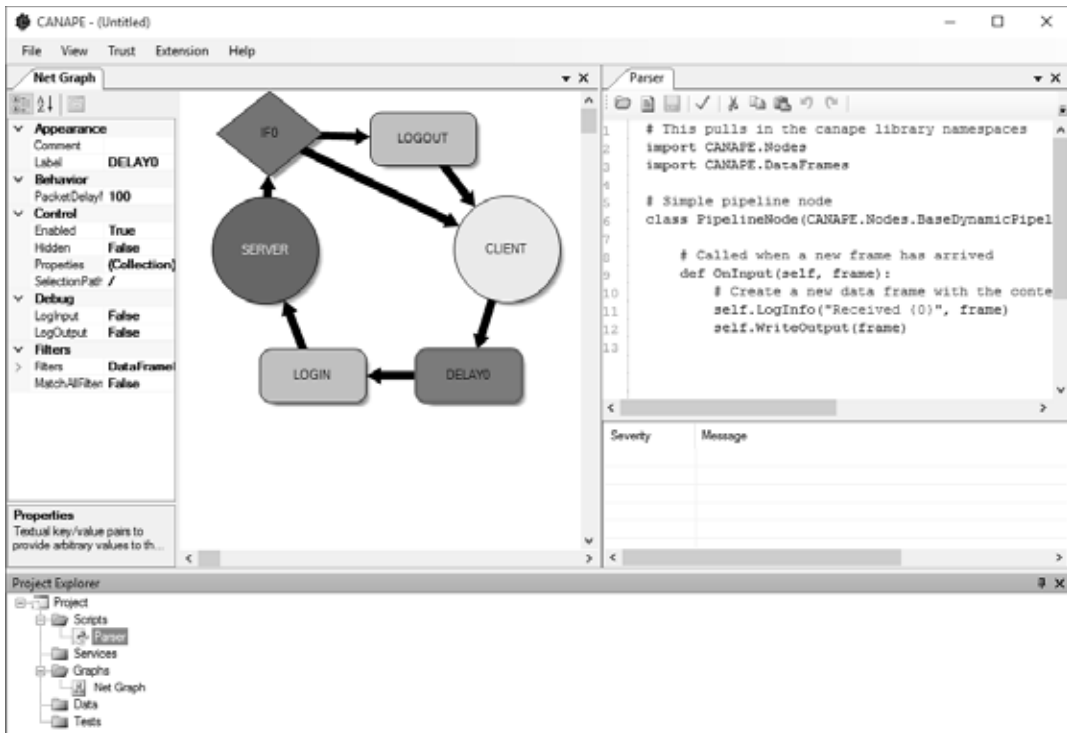 CANAPE - (Untitled)
File View Trust Extension Help
Net Graph
Appearance
Comment
Label DELAY0
Behavior
PacketDelay 100
Control
Enabled True
Hidden False
Properties (Collection)
SelectionPath /
Debug
LogInput False
LogOutput False
Filters
Filters DataFrame
MatchAllFilter False
Properties
Textual key/value pairs to
provide arbitrary values to th...
IF0
LOGOUT
SERVER
CLIENT
LOGIN
DELAY0
Parser
1 # This pulls in the canape library namespaces
2 import CANAPE.Nodes
3 import CANAPE.DataFrames
4
5 # Simple pipeline node
6 class PipelineNode(CANAPE.Nodes.BaseDynamicPipel
7
8 # Called when a new frame has arrived
9 def OnInput(self, frame):
10 # Create a new data frame with the conte
11 self.LogInfo("Received {0}", frame)
12 self.WriteOutput(frame)
13
Severity Message
Project Explorer
Project
Scripts
Parser
Services
Graphs
Net Graph
Data
Tests